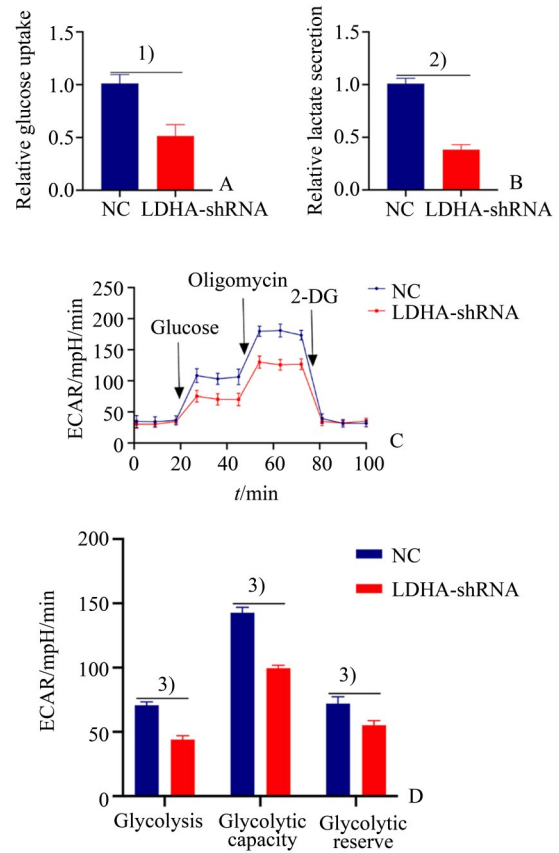 Relative glucose uptake
1.5
1.0
0.5
0.0
1)
NC LDHA-shRNA
A
Relative lactate secretion
1.5
1.0
0.5
0.0
2)
NC LDHA-shRNA
B
ECAR/mpH/min
250
200
150
100
50
0
Glucose
Oligomycin
2-DG
NC
LDHA-shRNA
0 20 40 60 80 100
t/min
C
ECAR/mpH/min
200
150
100
50
0
NC
LDHA-shRNA
3)
3)
3)
Glycolysis
Glycolytic
capacity
Glycolytic
reserve
D